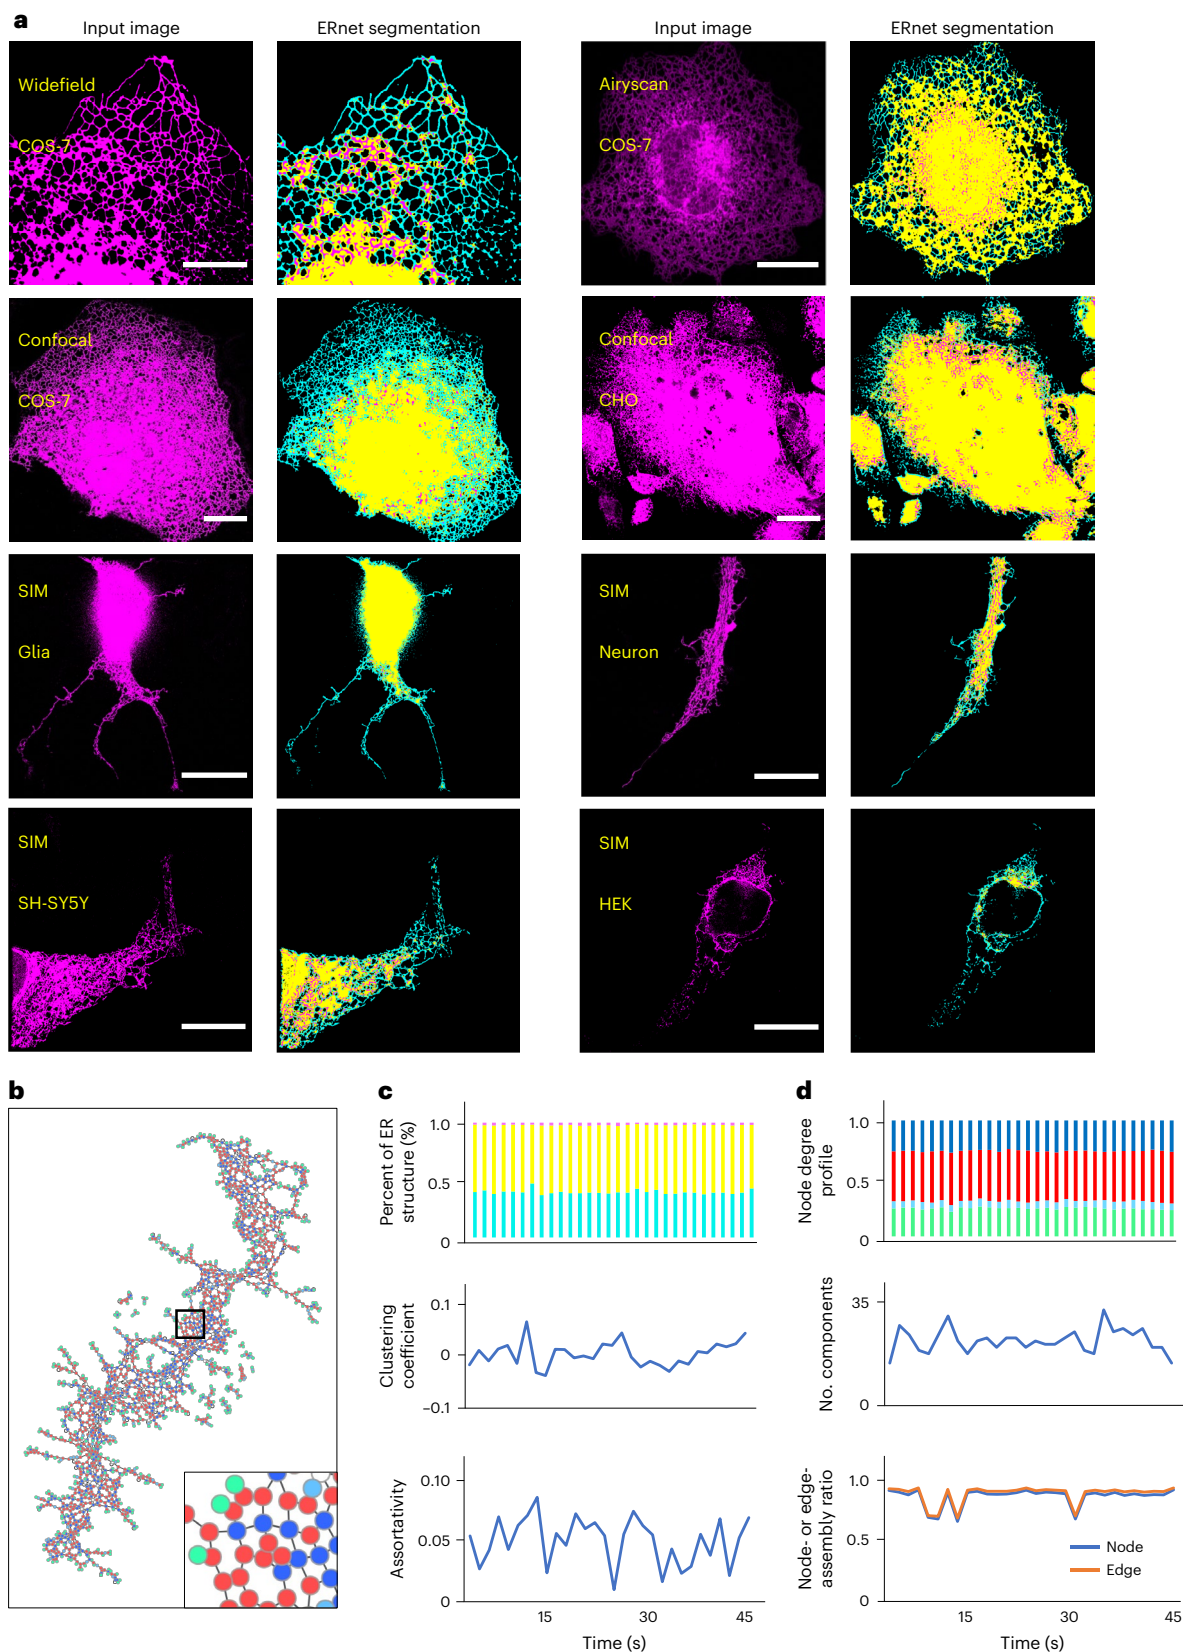 a
Input image
ERnet segmentation
Input image
ERnet segmentation
Widefield
COS-7
Airyscan
COS-7
Confocal
COS-7
Confocal
CHO
SIM
Glia
SIM
Neuron
SIM
SH-SY5Y
SIM
HEK
b
c
Percent of ER
structure (%)
1.0
0.5
0
Clustering
coefficient
0.1
0
–0.1
Assortativity
0.10
0.05
0
15
30
45
Time (s)
d
Node degree
profile
1.0
0.5
0
No. components
35
0
Node- or edge-
assembly ratio
1.0
0.5
0
Node
Edge
15
30
45
Time (s)